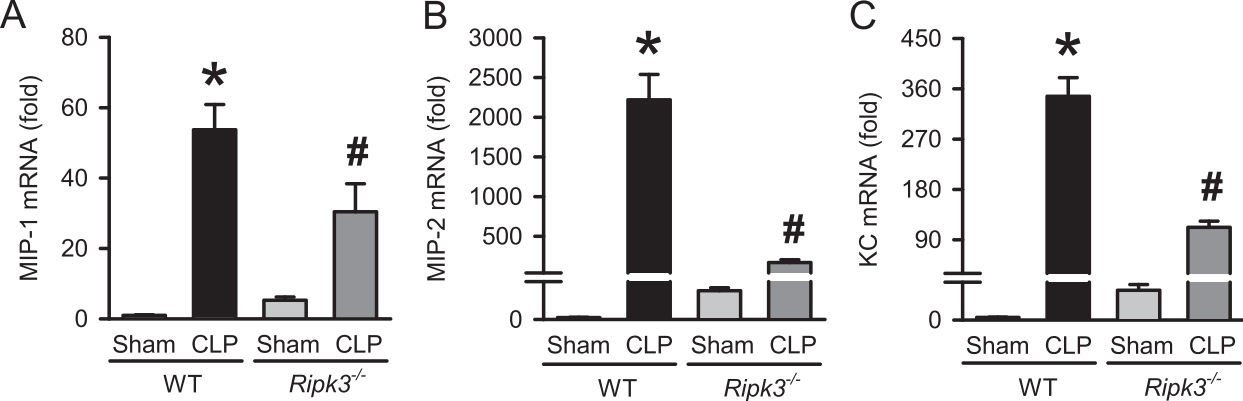 A
MIP-1 mRNA (fold)
80
60
40
20
0
*
#
Sham CLP Sham CLP
WT Ripk3-/-
B
MIP-2 mRNA (fold)
3000
2500
2000
1500
1000
500
0
*
#
Sham CLP Sham CLP
WT Ripk3-/-
C
KC mRNA (fold)
450
360
270
180
90
0
*
#
Sham CLP Sham CLP
WT Ripk3-/-